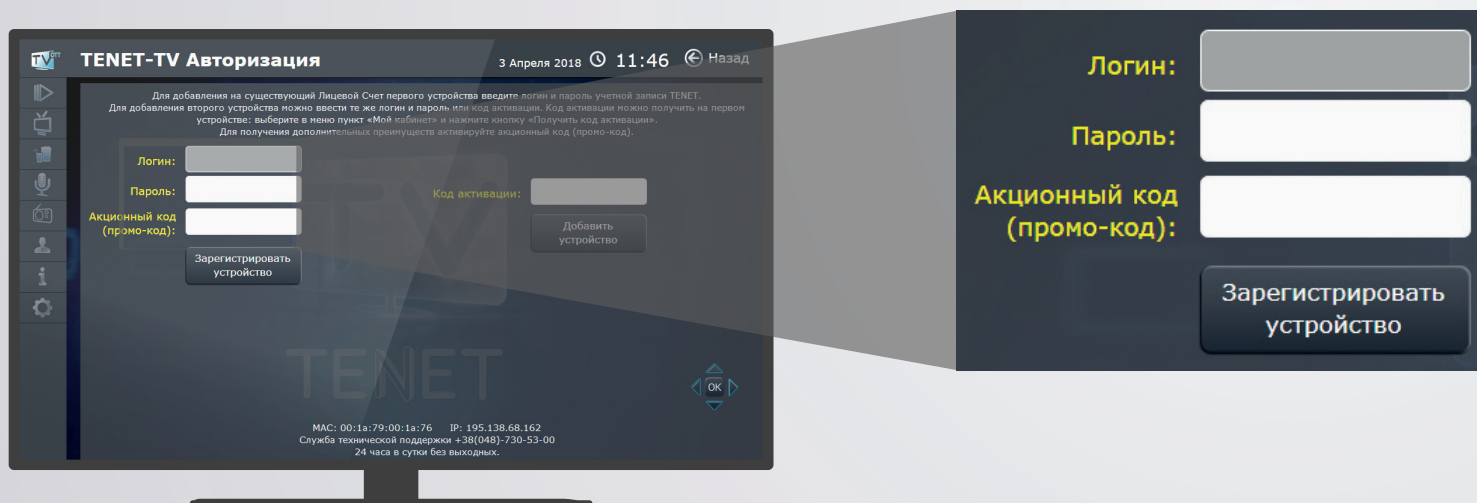 TV OTT
TENET-TV Авторизация
3 Апреля 2018 11:46 Назад
Для добавления на существующий Лицевой Счет первого устройства введите логин и пароль учетной записи TENET.
Для добавления второго устройства можно ввести те же логин и пароль или код активации. Код активации можно получить на первом
устройстве: выберите в меню пункт «Мой кабинет» и нажмите кнопку «Получить код активации».
Для получения дополнительных преимуществ активируйте акционный код (промо-код).
Логин:
Пароль:
Акционный код
(промо-код):
Зарегистрировать
устройство
Код активации:
Добавить
устройство
TV
TENET
OK
MAC: 00:1a:79:00:1a:76 IP: 195.138.68.162
Служба технической поддержки +38(048)-730-53-00
24 часа в сутки без выходных.
Логин:
Пароль:
Акционный код
(промо-код):
Зарегистрировать
устройство